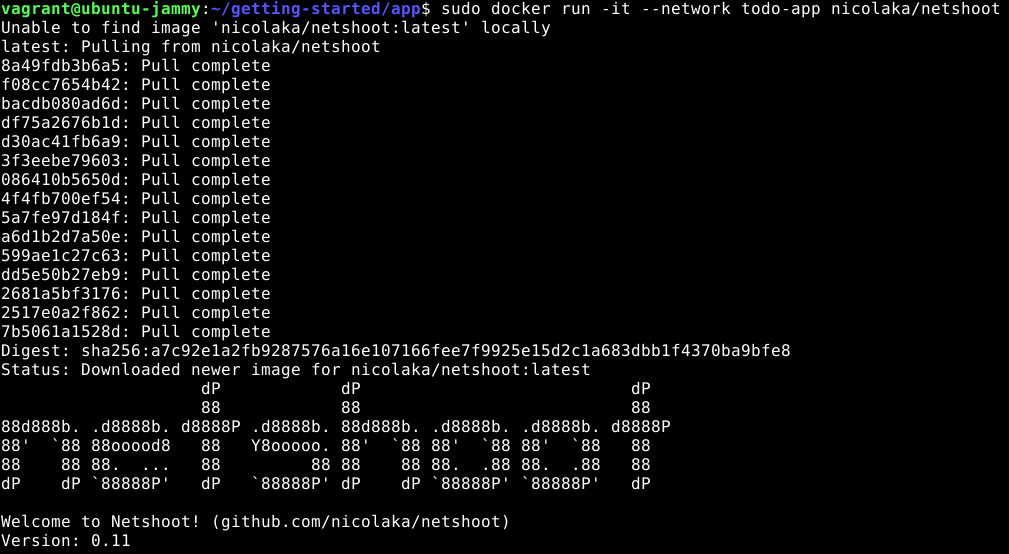 vagrant@ubuntu-jammy:~/getting-started/app$ sudo docker run -it --network todo-app nicolaka/netshoot
Unable to find image 'nicolaka/netshoot:latest' locally
latest: Pulling from nicolaka/netshoot
8a49fdb3b6a5: Pull complete
f08cc7654b42: Pull complete
bacdb080ad6d: Pull complete
df75a2676b1d: Pull complete
d30ac41fb6a9: Pull complete
3f3eebe79603: Pull complete
086410b5650d: Pull complete
4f4fb700ef54: Pull complete
5a7fe97d184f: Pull complete
a6d1b2d7a50e: Pull complete
599ae1c27c63: Pull complete
dd5e50b27eb9: Pull complete
2681a5bf3176: Pull complete
2517e0a2f862: Pull complete
7b5061a1528d: Pull complete
Digest: sha256:a7c92e1a2fb9287576a16e107166fee7f9925e15d2c1a683dbb1f4370ba9bfe8
Status: Downloaded newer image for nicolaka/netshoot:latest
                    dP            dP                           dP
                    88            88                           88
88d888b. .d8888b. d8888P .d8888b. 88d888b. .d8888b. .d8888b. d8888P
88'  `88 88ooood8   88   Y8ooooo. 88'  `88 88'  `88 88'  `88   88
88    88 88.  ...   88         88 88    88 88.  .88 88.  .88   88
dP    dP `88888P'   dP   `88888P' dP    dP `88888P' `88888P'   dP
Welcome to Netshoot! (github.com/nicolaka/netshoot)
Version: 0.11